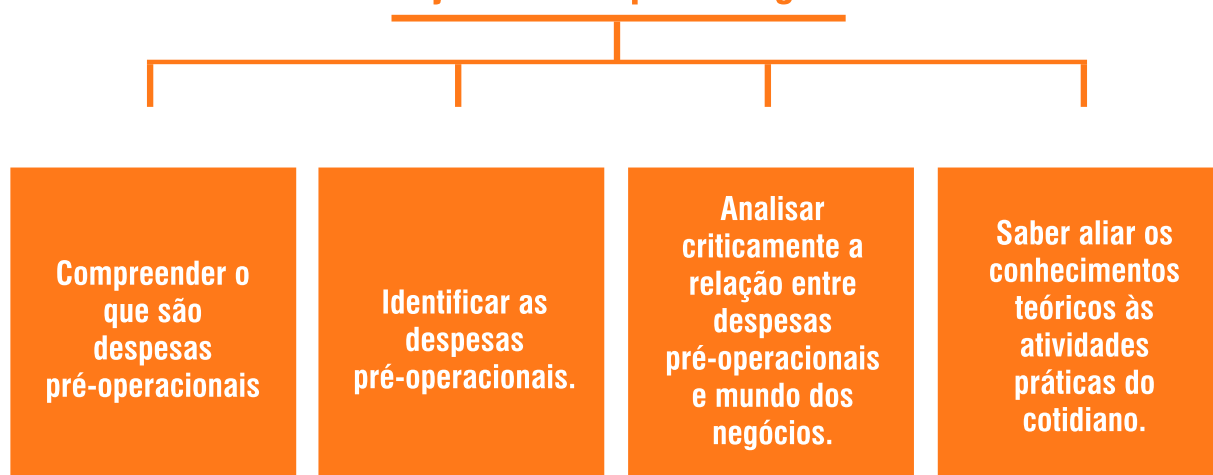 Compreender o
que são
despesas
pré-operacionais
Identificar as
despesas
pré-operacionais.
Analisar
criticamente a
relação entre
despesas
pré-operacionais
e mundo dos
negócios.
Saber aliar os
conhecimentos
teóricos às
atividades
práticas do
cotidiano.